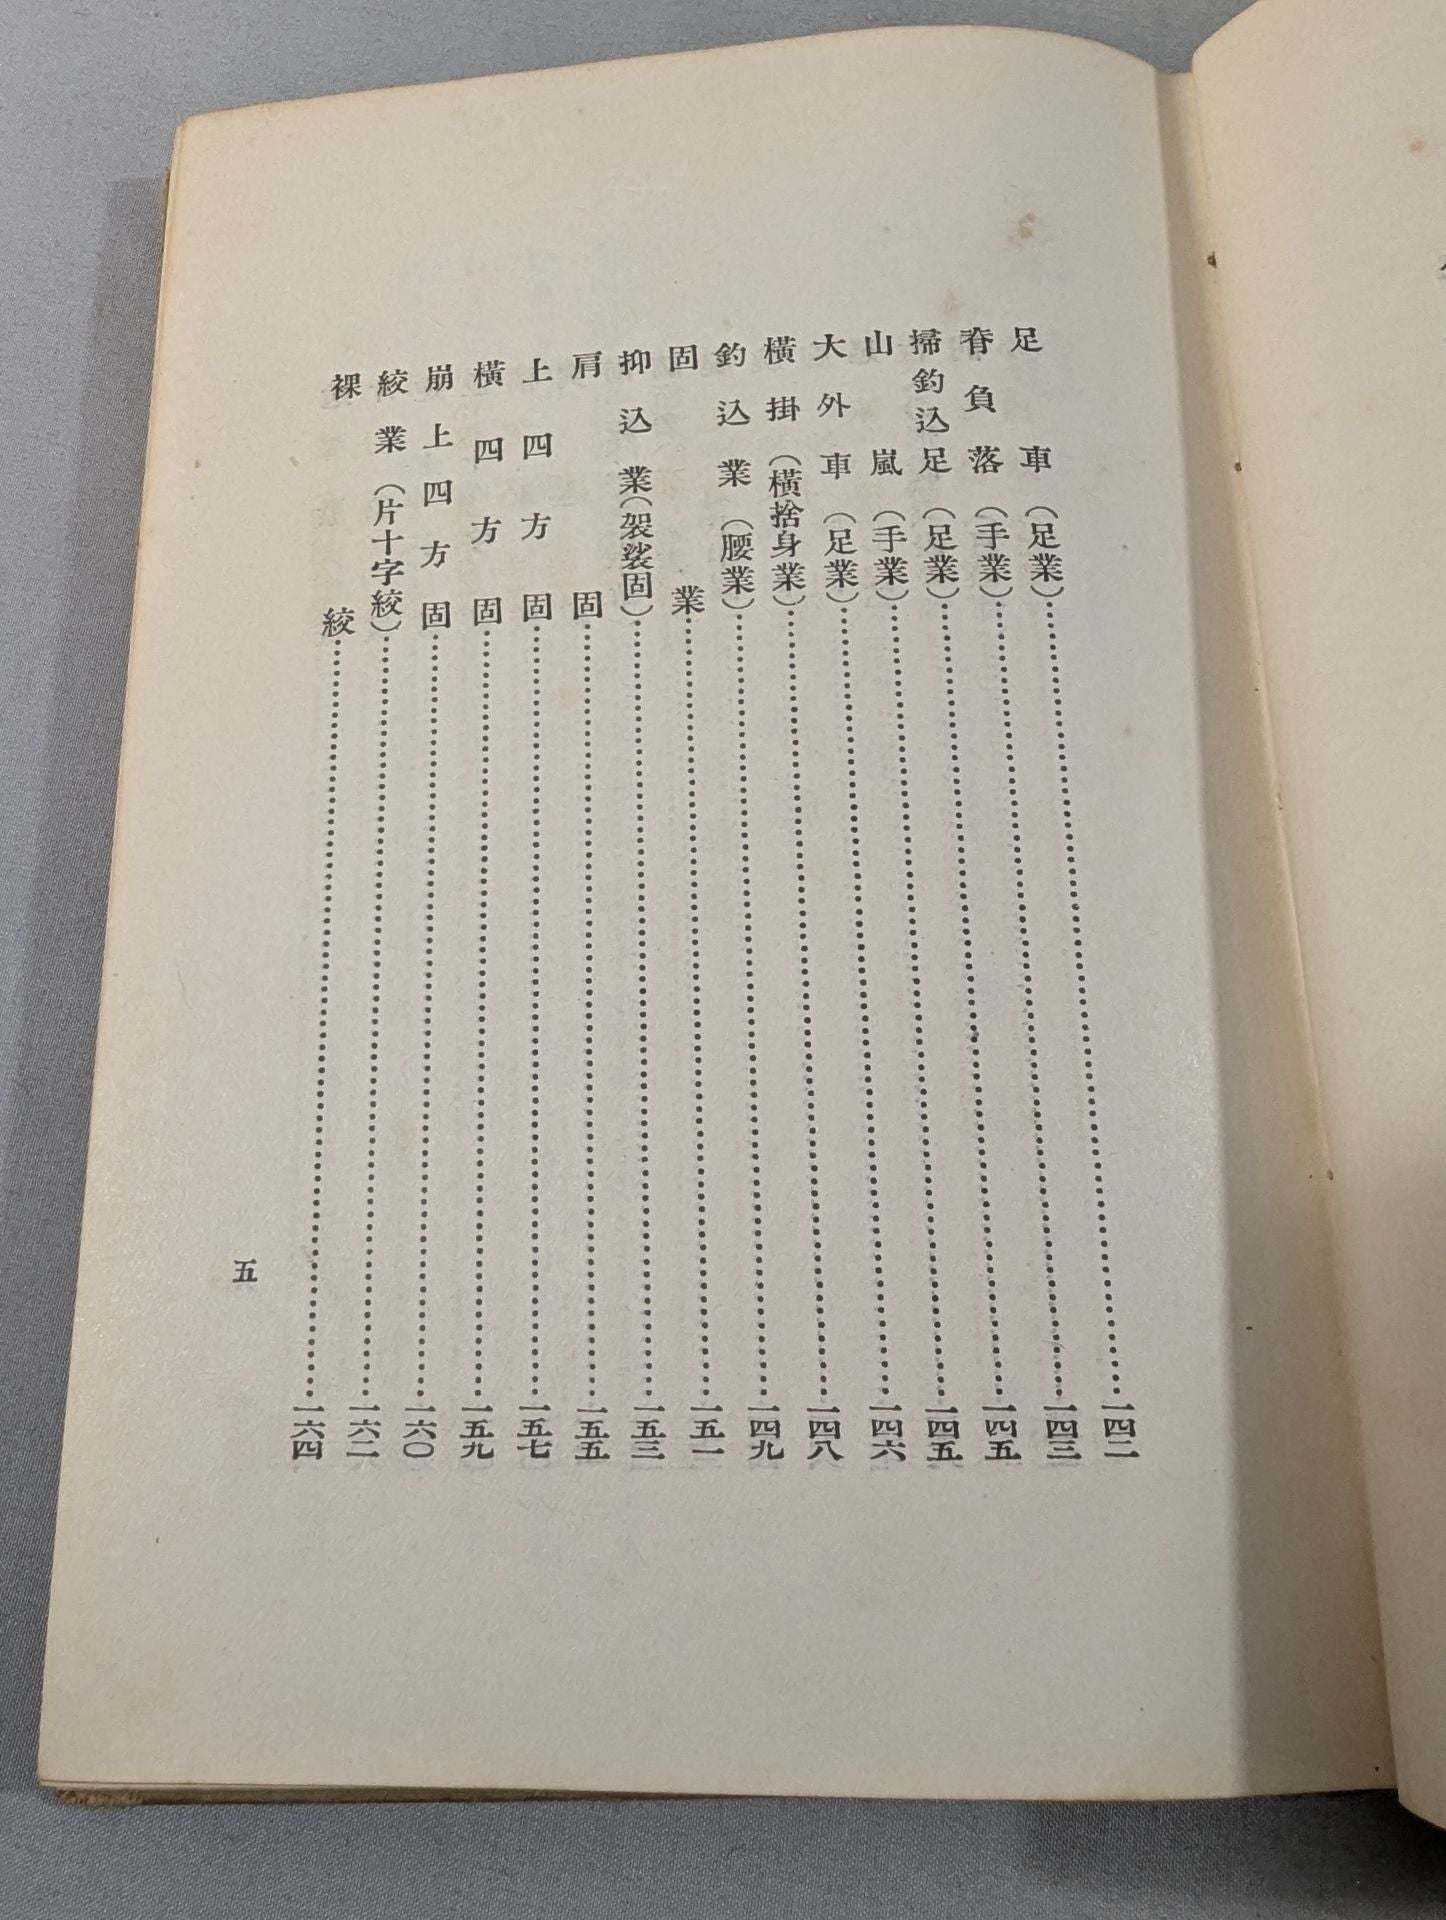 足車（足業）……一四二
脊負落（手業）……一四三
掃釣込足（足業）……一四五
山嵐（手業）……一四五
大外車（足業）……一四六
横掛（横捨身業）……一四八
釣込業（腰業）……一四九
固業……一五一
抑込業（袈裟固）……一五三
肩固……一五五
上四方固……一五七
横四方固……一五九
崩上四方固……一六〇
絞業（片十字絞）……一六二
裸絞……一六四
五